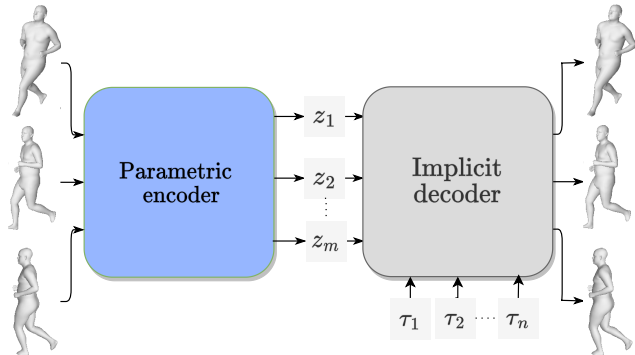 Parametric
encoder
z₁
z₂
zₘ
Implicit
decoder
τ₁ τ₂ ····· τₙ